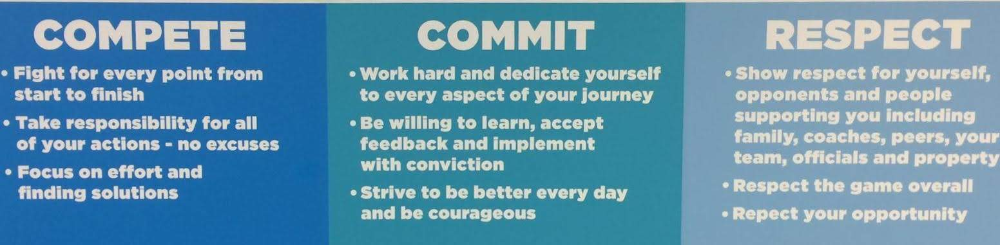 COMPETE
• Fight for every point from
start to finish
• Take responsibility for all
of your actions - no excuses
• Focus on effort and
finding solutions
COMMIT
• Work hard and dedicate yourself
to every aspect of your journey
• Be willing to learn, accept
feedback and implement
with conviction
• Strive to be better every day
and be courageous
RESPECT
• Show respect for yourself,
opponents and people
supporting you including
family, coaches, peers, your
team, officials and property
• Respect the game overall
• Repect your opportunity